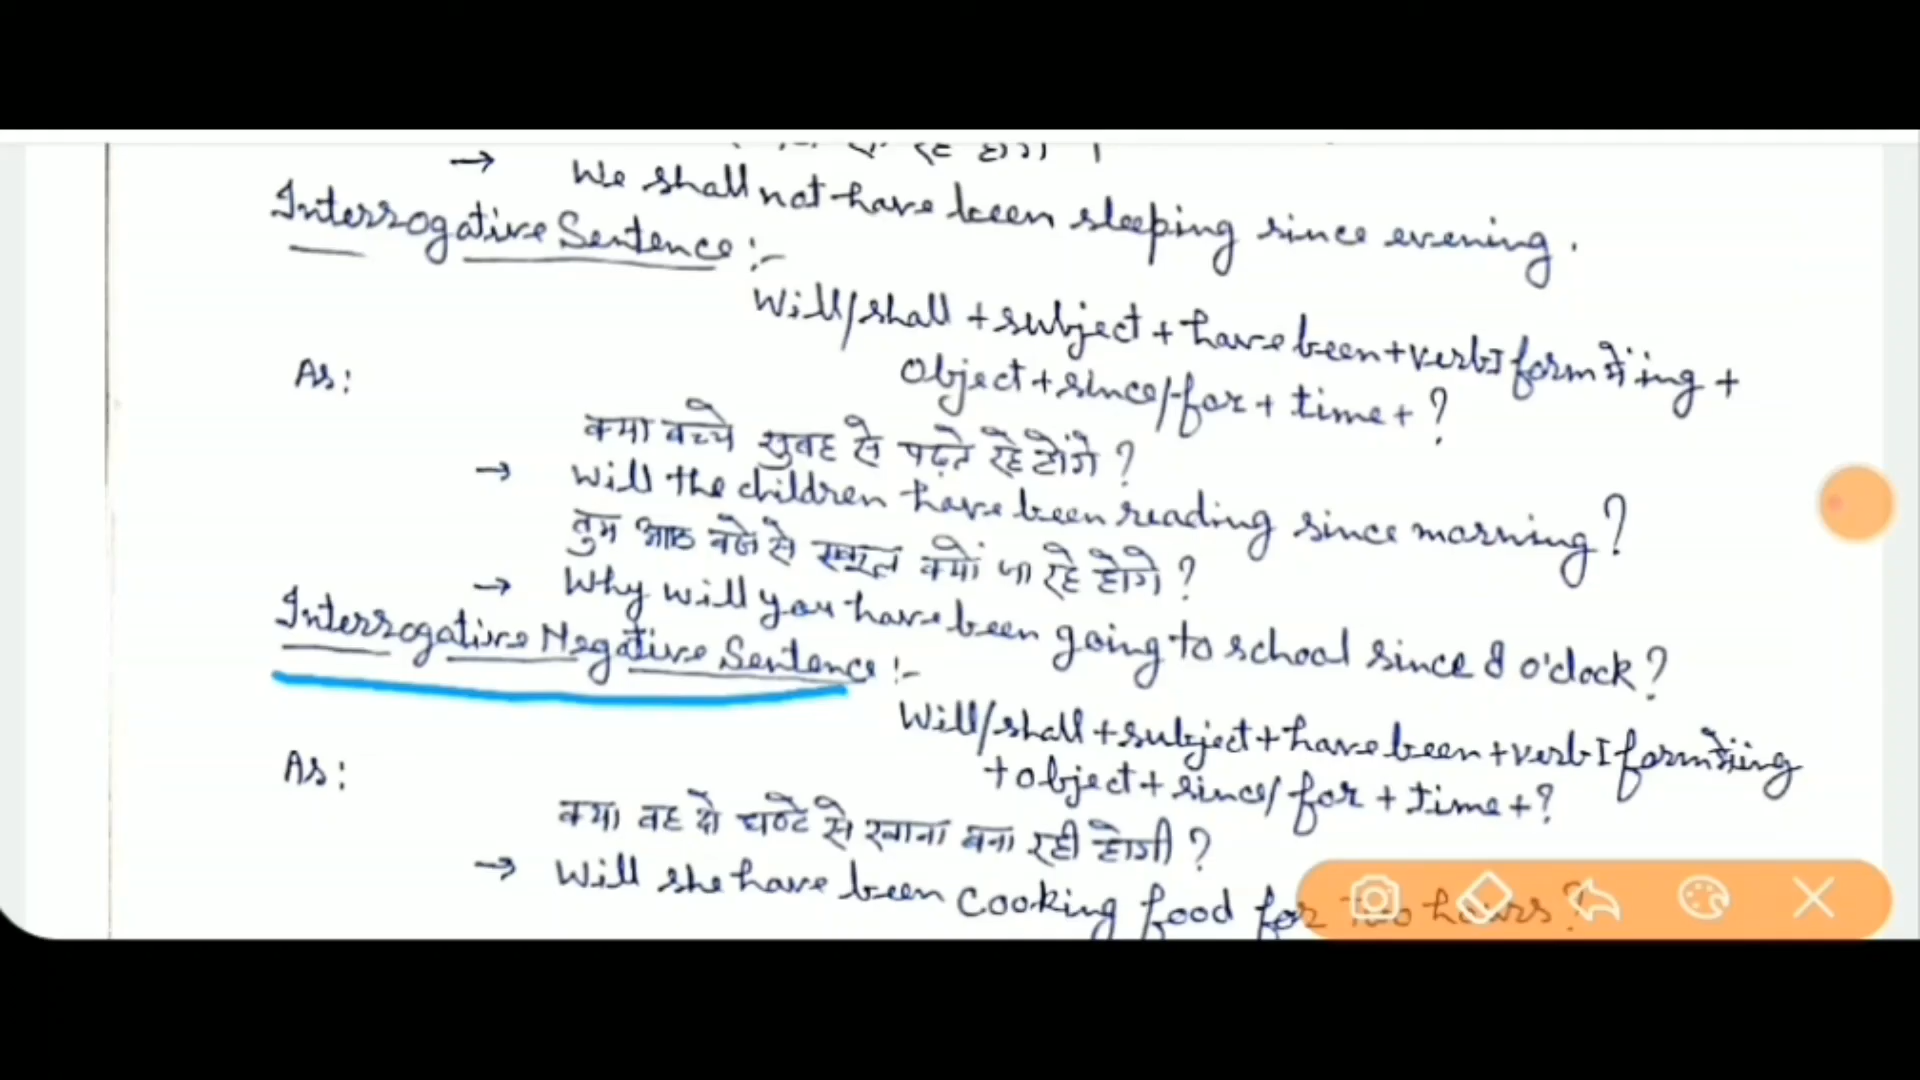 → We shall not have been sleeping since evening.
Interrogative Sentence :-
Will/shall + subject + have been + verb I form में ing +
object + since/for + time + ?
As:
क्या बच्चे सुबह से पढ़ते रहे होंगे ?
→ Will the children have been reading since morning ?
तुम आठ बजे से स्कूल क्यों जा रहे होगे ?
→ Why will you have been going to school since 8 o'clock ?
Interrogative Negative Sentence :-
Will/shall + subject + have been + verb I form में ing
+ object + since/for + time + ?
As:
क्या वह दो घण्टे से खाना बना रही होगी ?
→ Will she have been cooking food for two hours ?